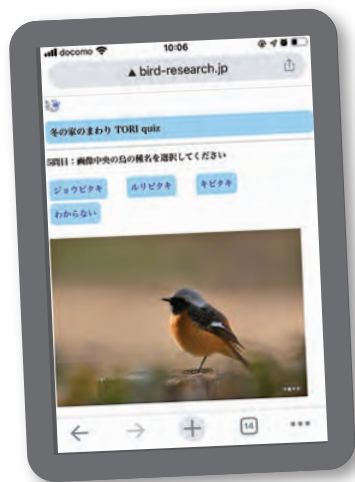 docomo 10:06
▲ bird-research.jp
冬の家のまわり TORI quiz
5問目：画像中央の鳥の種名を選択してください
ジョウビタキ ルリビタキ キビタキ
わからない
14